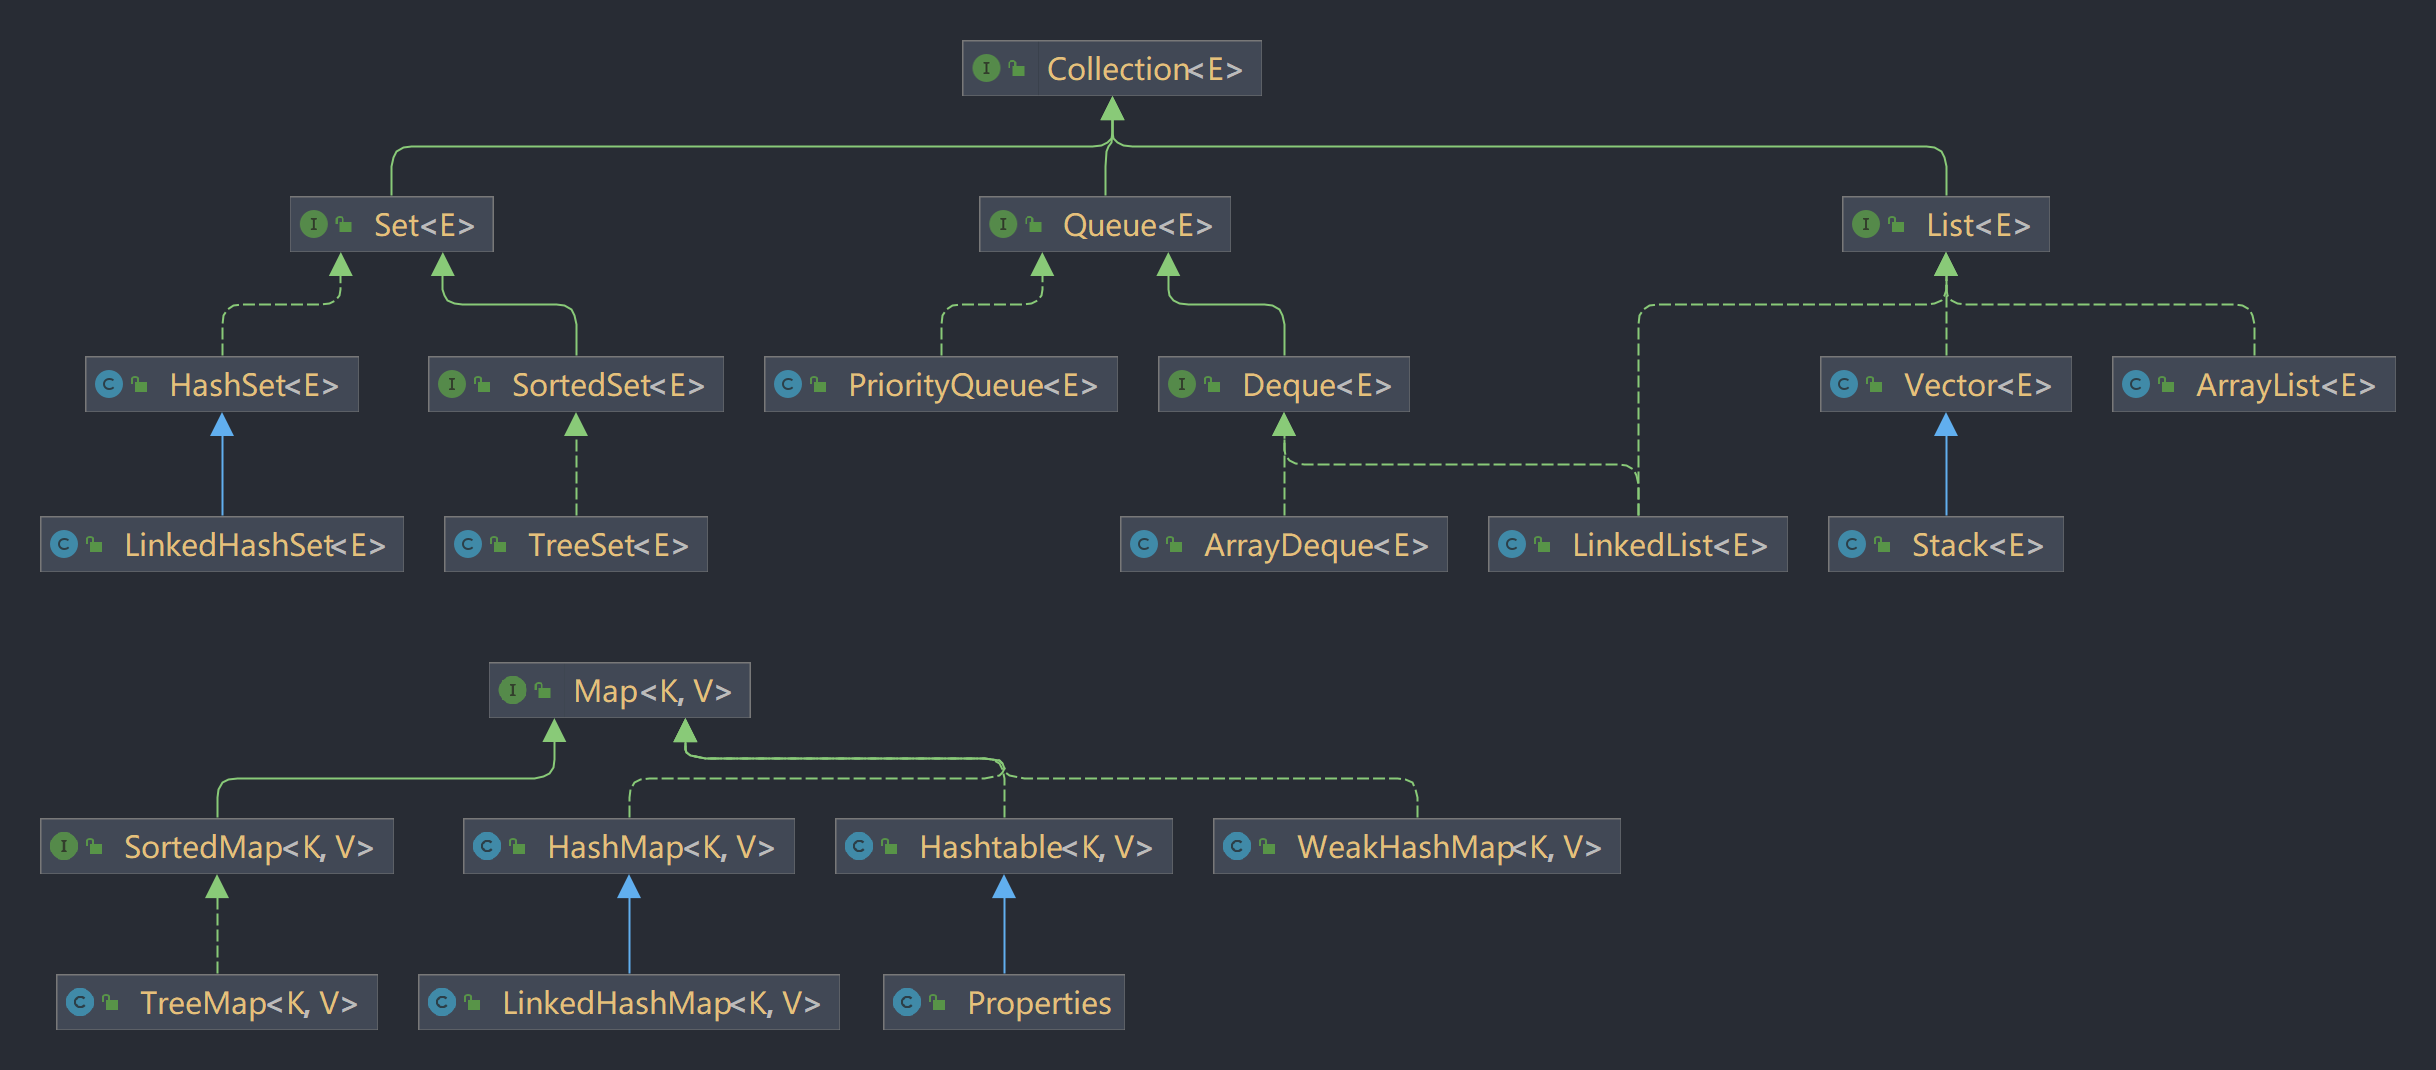 I Collection<E>
I Set<E>
I Queue<E>
I List<E>
C HashSet<E>
I SortedSet<E>
C PriorityQueue<E>
I Deque<E>
C Vector<E>
C ArrayList<E>
C LinkedHashSet<E>
C TreeSet<E>
C ArrayDeque<E>
C LinkedList<E>
C Stack<E>
I Map<K, V>
I SortedMap<K, V>
C HashMap<K, V>
C Hashtable<K, V>
C WeakHashMap<K, V>
C TreeMap<K, V>
C LinkedHashMap<K, V>
C Properties